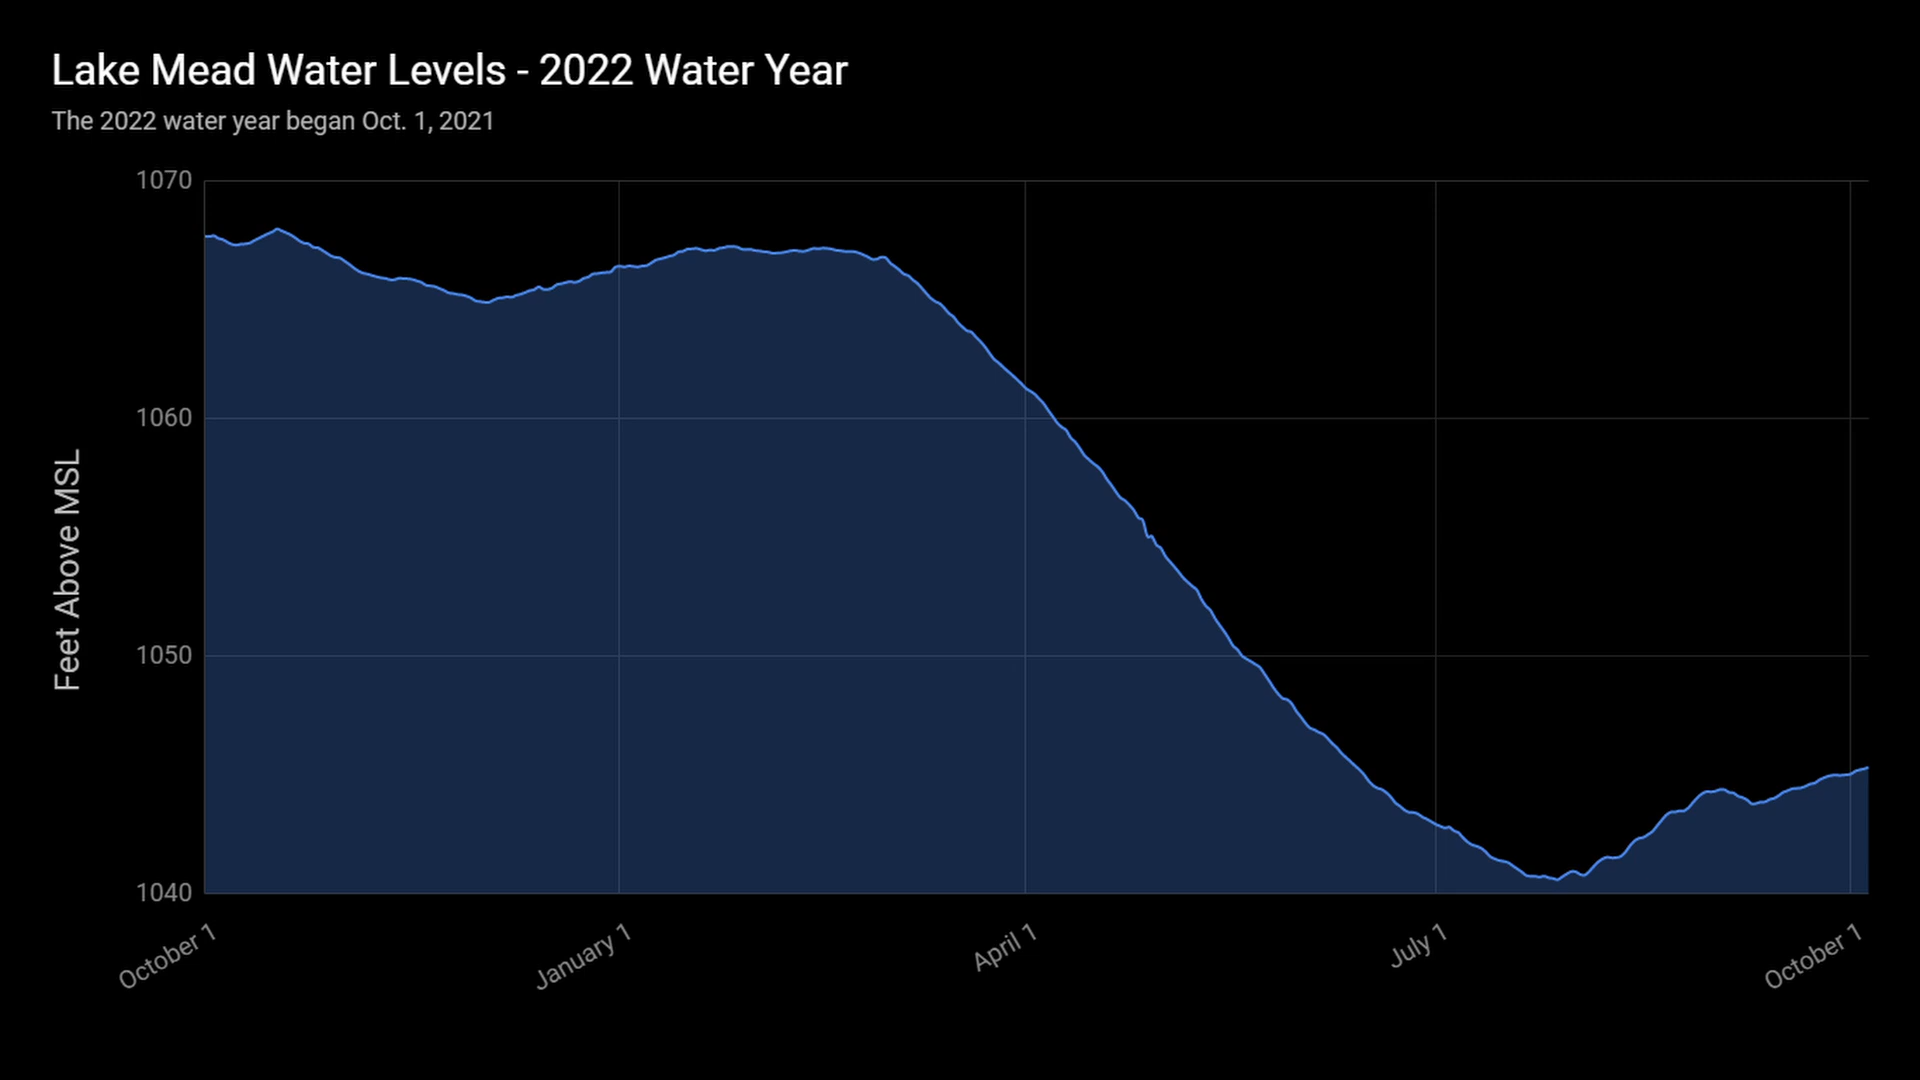 Lake Mead Water Levels - 2022 Water Year
The 2022 water year began Oct. 1, 2021
Feet Above MSL
1070
1060
1050
1040
October 1
January 1
April 1
July 1
October 1